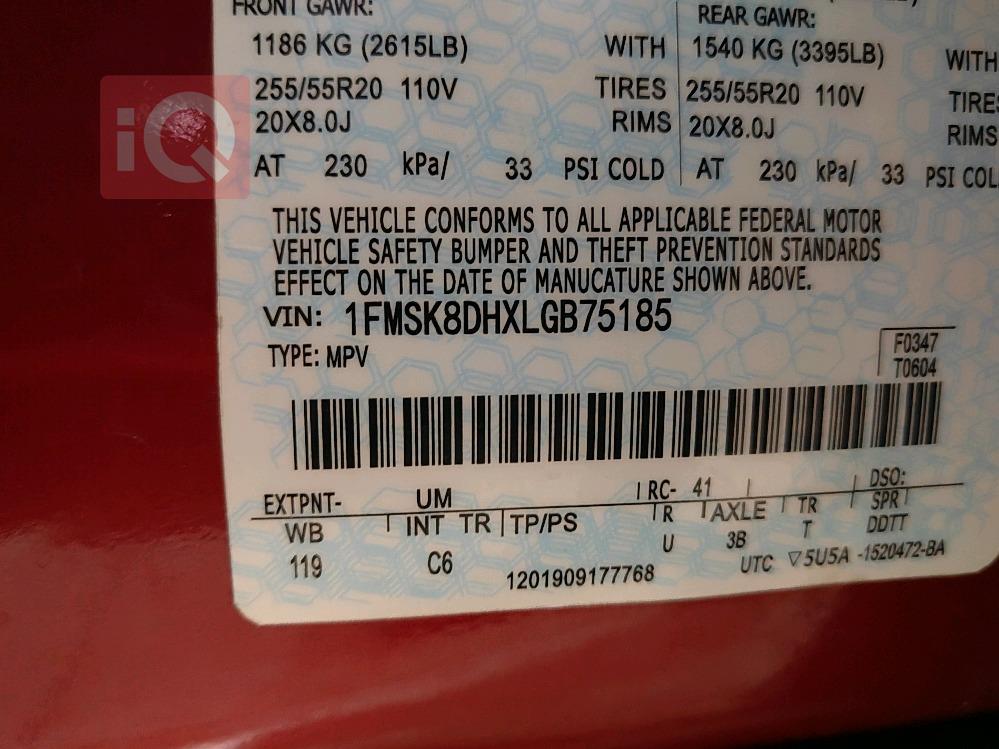 FRONT GAWR:
REAR GAWR:
1186 KG (2615LB) WITH 1540 KG (3395LB) WITH
255/55R20 110V TIRES 255/55R20 110V TIRE
20X8.0J RIMS 20X8.0J RIMS
AT 230 kPa/ 33 PSI COLD AT 230 kPa/ 33 PSI COL
THIS VEHICLE CONFORMS TO ALL APPLICABLE FEDERAL MOTOR
VEHICLE SAFETY BUMPER AND THEFT PREVENTION STANDARDS
EFFECT ON THE DATE OF MANUCATURE SHOWN ABOVE.
VIN: 1FMSK8DHXLGB75185
TYPE: MPV
F0347
T0604
EXTPNT- UM RC- 41 DSO:
WB INT TR TP/PS TR AXLE TR SPR
119 C6 U 3B T DDTT
1201909177768 UTC ▽5U5A -1520472-BA
iQ